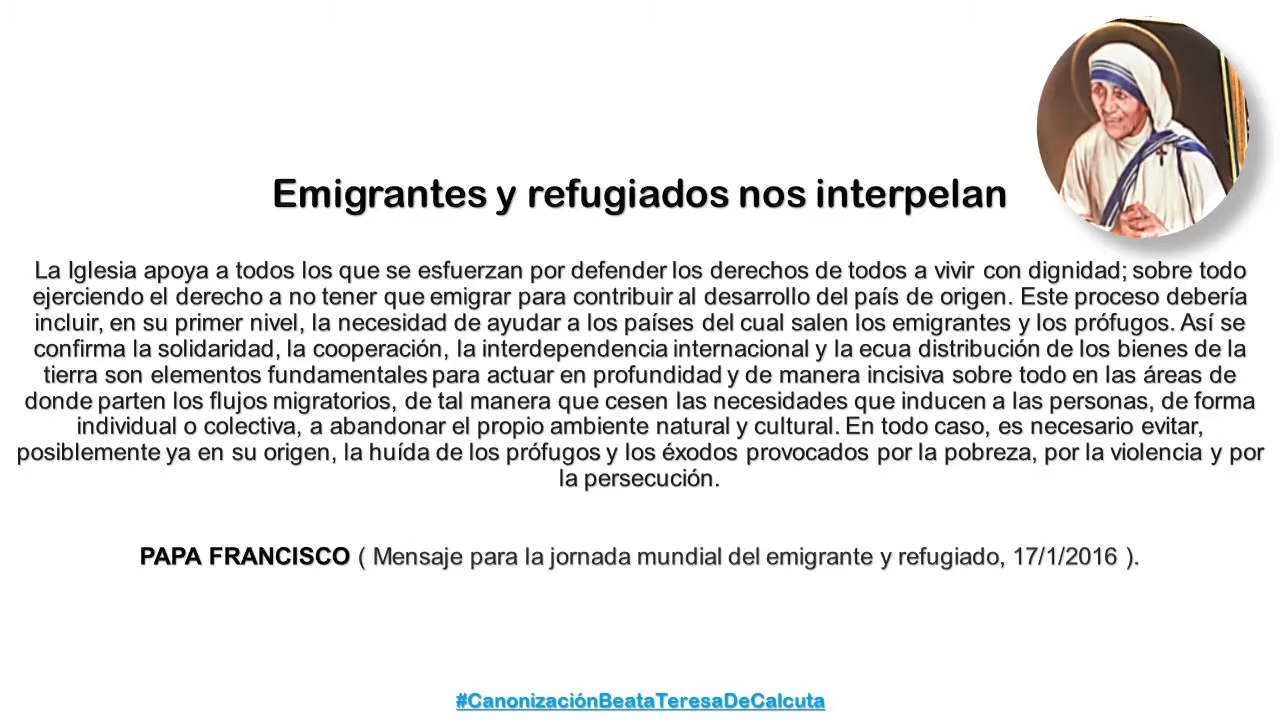 Emigrantes y refugiados nos interpelan
La Iglesia apoya a todos los que se esfuerzan por defender los derechos de todos a vivir con dignidad; sobre todo
ejerciendo el derecho a no tener que emigrar para contribuir al desarrollo del país de origen. Este proceso debería
incluir, en su primer nivel, la necesidad de ayudar a los países del cual salen los emigrantes y los prófugos. Así se
confirma la solidaridad, la cooperación, la interdependencia internacional y la ecua distribución de los bienes de la
tierra son elementos fundamentales para actuar en profundidad y de manera incisiva sobre todo en las áreas de
donde parten los flujos migratorios, de tal manera que cesen las necesidades que inducen a las personas, de forma
individual o colectiva, a abandonar el propio ambiente natural y cultural. En todo caso, es necesario evitar,
posiblemente ya en su origen, la huída de los prófugos y los éxodos provocados por la pobreza, por la violencia y por
la persecución.
PAPA FRANCISCO ( Mensaje para la jornada mundial del emigrante y refugiado, 17/1/2016 ).
#CanonizaciónBeataTeresaDeCalcuta